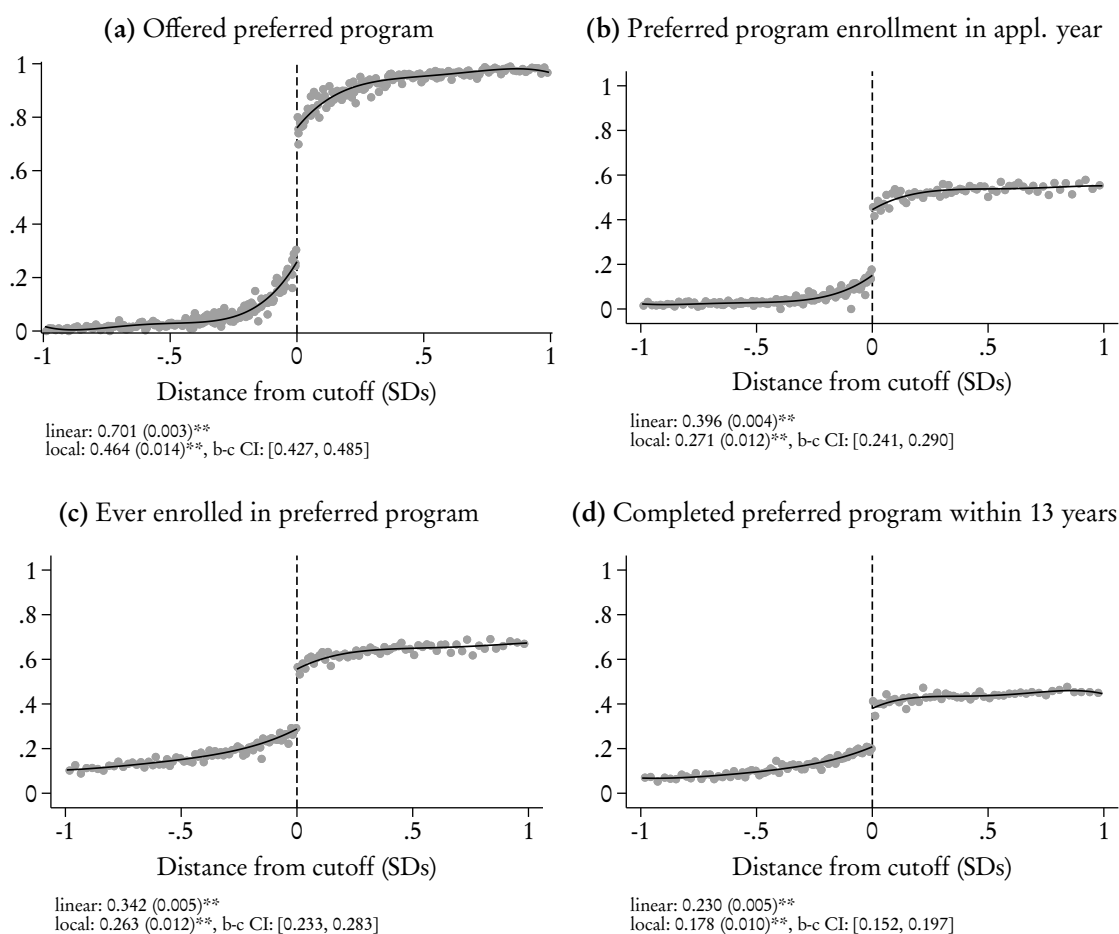 (a) Offered preferred program
1
.8
.6
.4
.2
0
-1 -.5 0 .5 1
Distance from cutoff (SDs)
linear: 0.701 (0.003)**
local: 0.464 (0.014)**, b-c CI: [0.427, 0.485]
(b) Preferred program enrollment in appl. year
1
.8
.6
.4
.2
0
-1 -.5 0 .5 1
Distance from cutoff (SDs)
linear: 0.396 (0.004)**
local: 0.271 (0.012)**, b-c CI: [0.241, 0.290]
(c) Ever enrolled in preferred program
1
.8
.6
.4
.2
0
-1 -.5 0 .5 1
Distance from cutoff (SDs)
linear: 0.342 (0.005)**
local: 0.263 (0.012)**, b-c CI: [0.233, 0.283]
(d) Completed preferred program within 13 years
1
.8
.6
.4
.2
0
-1 -.5 0 .5 1
Distance from cutoff (SDs)
linear: 0.230 (0.005)**
local: 0.178 (0.010)**, b-c CI: [0.152, 0.197]